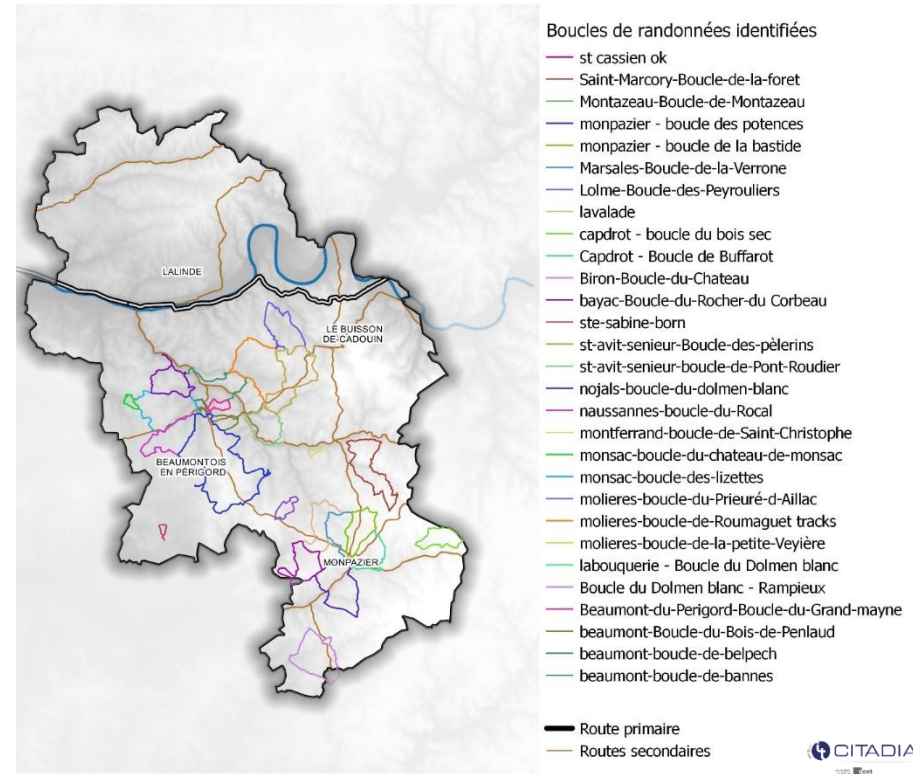 Boucles de randonnées identifiées
st cassien ok
Saint-Marcory-Boucle-de-la-foret
Montazeau-Boucle-de-Montazeau
monpazier - boucle des potences
monpazier - boucle de la bastide
Marsales-Boucle-de-la-Verrone
Lolme-Boucle-des-Peyrouliers
lavalade
capdrot - boucle du bois sec
Capdrot - Boucle de Buffarot
Biron-Boucle-du-Chateau
bayac-Boucle-du-Rocher-du Corbeau
ste-sabine-born
st-avit-senieur-Boucle-des-pèlerins
st-avit-senieur-boucle-de-Pont-Roudier
nojals-boucle-du-dolmen-blanc
naussannes-boucle-du-Rocal
montferrand-boucle-de-Saint-Christophe
monsac-boucle-du-chateau-de-monsac
monsac-boucle-des-lizettes
molieres-boucle-du-Prieuré-d-Aillac
molieres-boucle-de-Roumaguet tracks
molieres-boucle-de-la-petite-Veyière
labouquerie - Boucle du Dolmen blanc
Boucle du Dolmen blanc - Rampieux
Beaumont-du-Perigord-Boucle-du-Grand-mayne
beaumont-Boucle-du-Bois-de-Penlaud
beaumont-boucle-de-belpech
beaumont-boucle-de-bannes
Route primaire
Routes secondaires
LALINDE
LE BUISSON
DE-CADOUIN
BEAUMONTOIS
EN PÉRIGORD
MONPAZIER
CITADIA